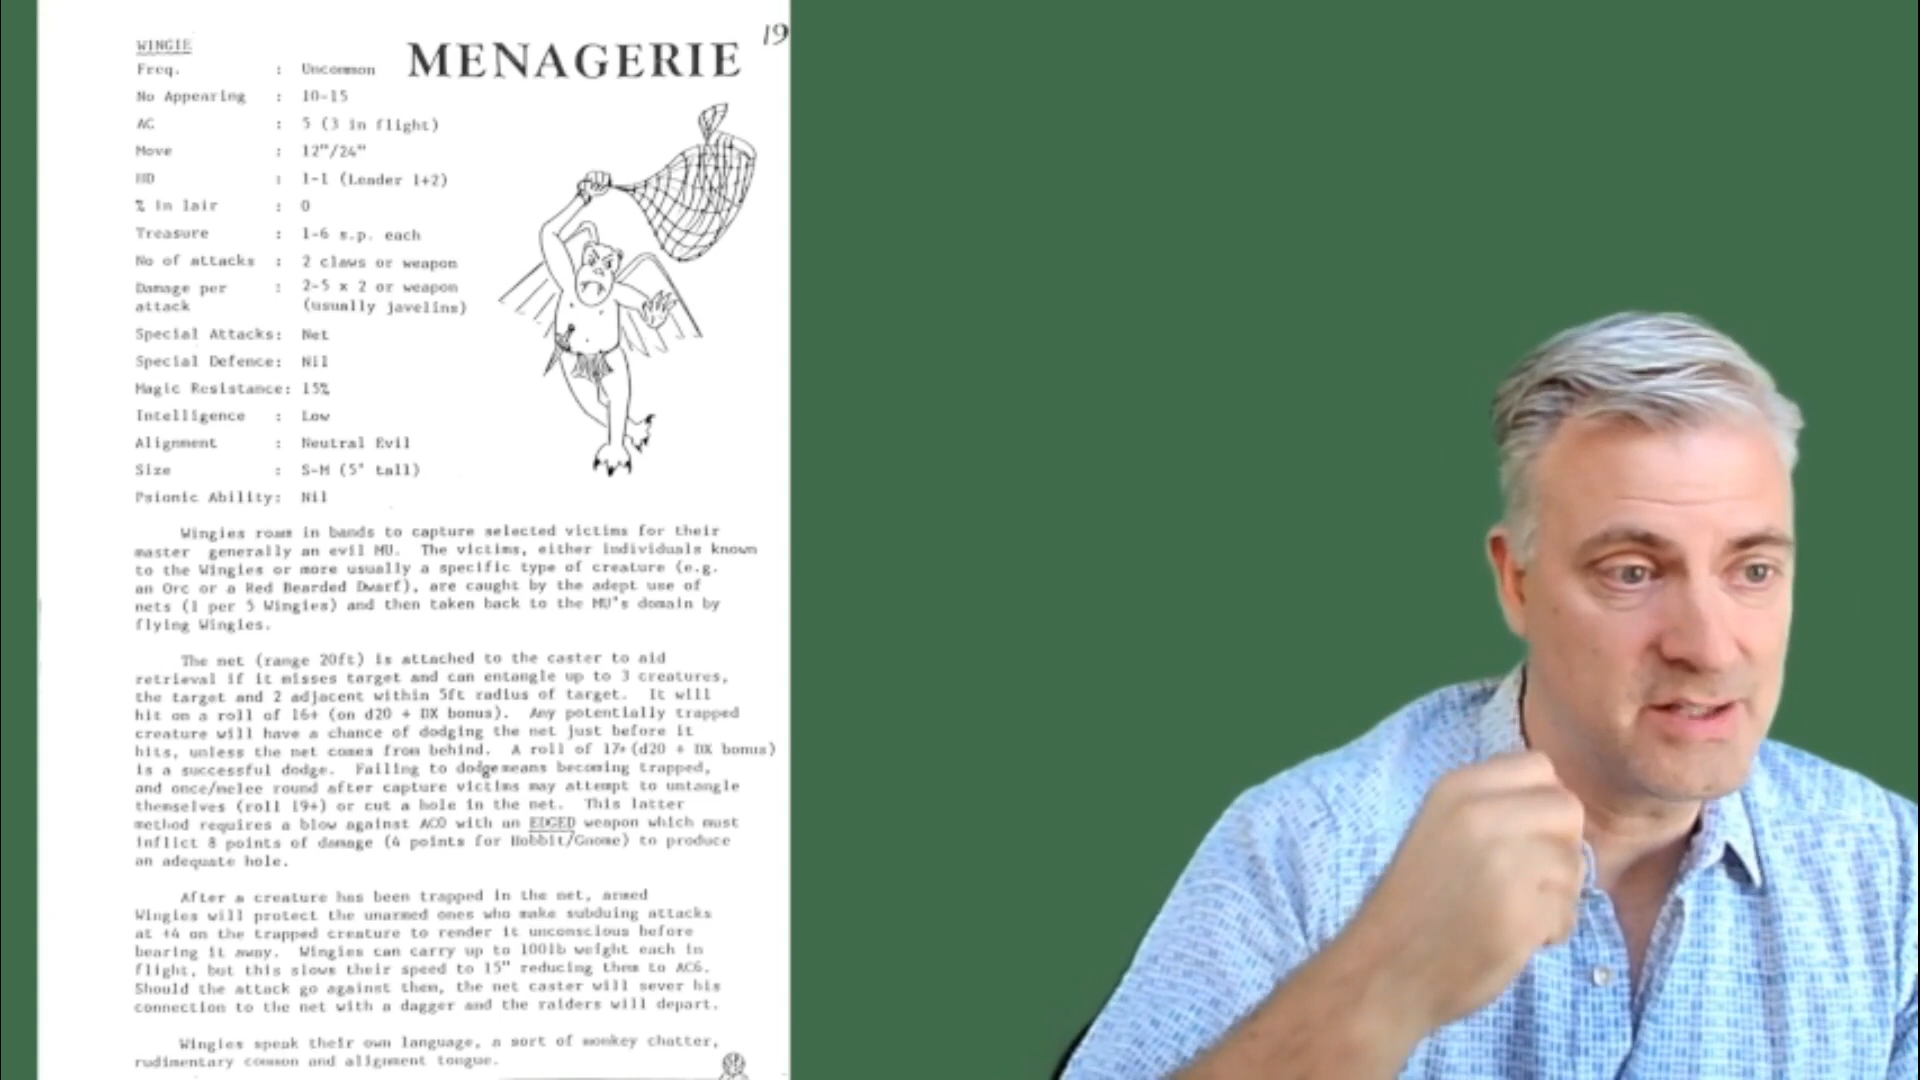 19
MENAGERIE
WINGIE
Freq. : Uncommon
No Appearing : 10-15
AC : 5 (3 in flight)
Move : 12"/24"
HD : 1-1 (Leader 1+2)
% in lair : 0
Treasure : 1-6 s.p. each
No of attacks : 2 claws or weapon
Damage per : 2-5 x 2 or weapon
attack (usually javelins)
Special Attacks: Net
Special Defence: Nil
Magic Resistance: 15%
Intelligence : Low
Alignment : Neutral Evil
Size : S-M (5' tall)
Psionic Ability: Nil
Wingies roam in bands to capture selected victims for their
master generally an evil MU. The victims, either individuals known
to the Wingies or more usually a specific type of creature (e.g.
an Orc or a Red Bearded Dwarf), are caught by the adept use of
nets (1 per 5 Wingies) and then taken back to the MU's domain by
flying Wingies.
The net (range 20ft) is attached to the caster to aid
retrieval if it misses target and can entangle up to 3 creatures,
the target and 2 adjacent within 5ft radius of target. It will
hit on a roll of 16+ (on d20 + DX bonus). Any potentially trapped
creature will have a chance of dodging the net just before it
hits, unless the net comes from behind. A roll of 17+(d20 + DX bonus)
is a successful dodge. Failing to dodge means becoming trapped,
and once/melee round after capture victims may attempt to untangle
themselves (roll 19+) or cut a hole in the net. This latter
method requires a blow against AC0 with an EDGED weapon which must
inflict 8 points of damage (4 points for Hobbit/Gnome) to produce
an adequate hole.
After a creature has been trapped in the net, armed
Wingies will protect the unarmed ones who make subduing attacks
at +4 on the trapped creature to render it unconscious before
bearing it away. Wingies can carry up to 100lb weight each in
flight, but this slows their speed to 15" reducing them to AC6.
Should the attack go against them, the net caster will sever his
connection to the net with a dagger and the raiders will depart.
Wingies speak their own language, a sort of monkey chatter,
rudimentary common and alignment tongue.